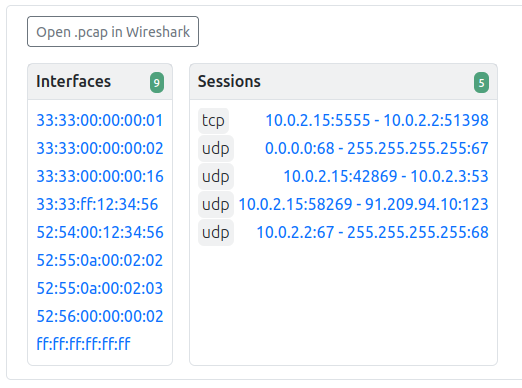 Open .pcap in Wireshark
Interfaces 9
33:33:00:00:00:01
33:33:00:00:00:02
33:33:00:00:00:16
33:33:ff:12:34:56
52:54:00:12:34:56
52:55:0a:00:02:02
52:55:0a:00:02:03
52:56:00:00:00:02
ff:ff:ff:ff:ff:ff
Sessions 5
tcp 10.0.2.15:5555 - 10.0.2.2:51398
udp 0.0.0.0:68 - 255.255.255.255:67
udp 10.0.2.15:42869 - 10.0.2.3:53
udp 10.0.2.15:58269 - 91.209.94.10:123
udp 10.0.2.2:67 - 255.255.255.255:68